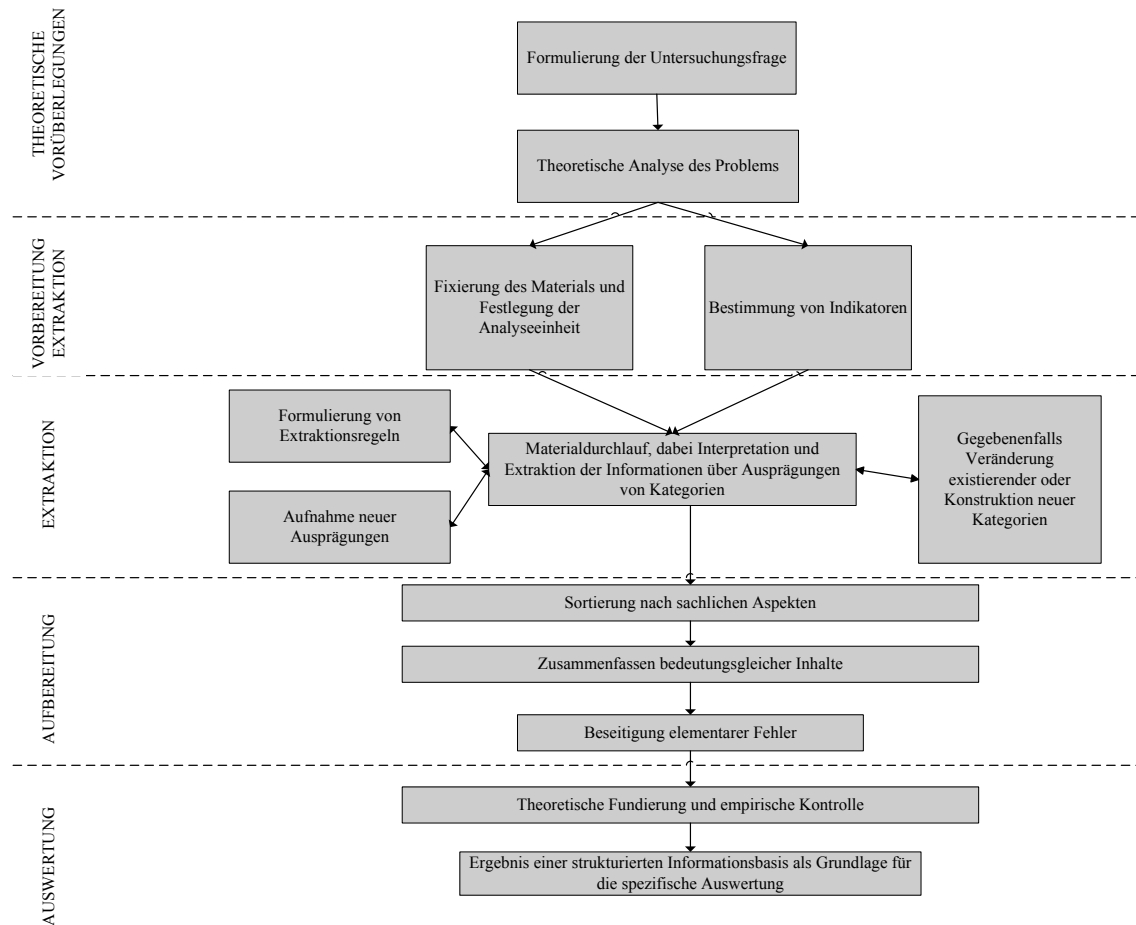 THEORETISCHE
VORÜBERLEGUNGEN
Formulierung der Untersuchungsfrage
Theoretische Analyse des Problems
VORBEREITUNG
EXTRAKTION
Fixierung des Materials und
Festlegung der
Analyseeinheit
Bestimmung von Indikatoren
EXTRAKTION
Formulierung von
Extraktionsregeln
Aufnahme neuer
Ausprägungen
Materialdurchlauf, dabei Interpretation und
Extraktion der Informationen über Ausprägungen
von Kategorien
Gegebenenfalls
Veränderung
existierender oder
Konstruktion neuer
Kategorien
AUFBEREITUNG
Sortierung nach sachlichen Aspekten
Zusammenfassen bedeutungsgleicher Inhalte
Beseitigung elementarer Fehler
AUSWERTUNG
Theoretische Fundierung und empirische Kontrolle
Ergebnis einer strukturierten Informationsbasis als Grundlage für
die spezifische Auswertung